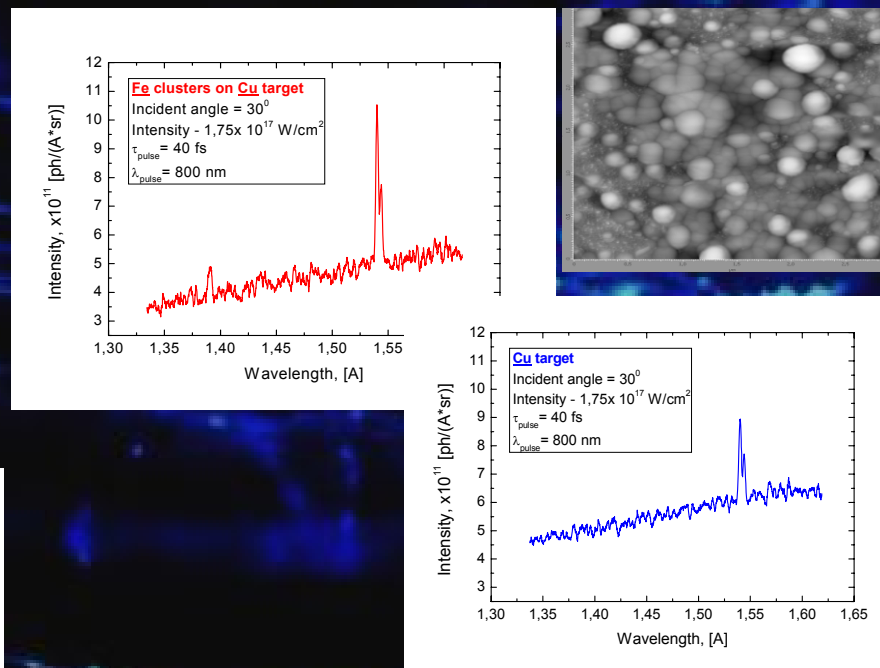 12
11
10
9
8
7
6
5
4
3
Intensity, x10¹¹ [ph/(A*sr)]
Fe clusters on Cu target
Incident angle = 30⁰
Intensity - 1,75x 10¹⁷ W/cm²
τpulse= 40 fs
λpulse= 800 nm
1,30
1,35
1,40
1,45
1,50
1,55
Wavelength, [A]
12
11
10
9
8
7
6
5
4
3
Intensity, x10¹¹ [ph/(A*sr)]
Cu target
Incident angle = 30⁰
Intensity - 1,75x 10¹⁷ W/cm²
τpulse= 40 fs
λpulse= 800 nm
1,30
1,35
1,40
1,45
1,50
1,55
1,60
1,65
Wavelength, [A]